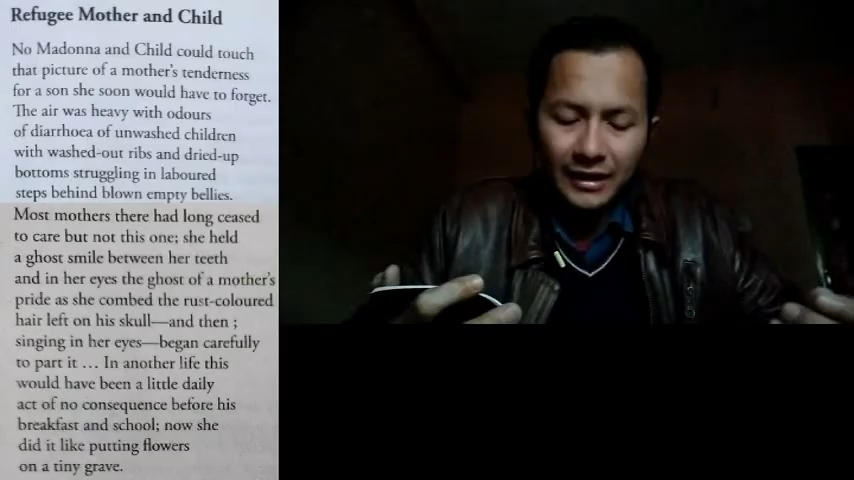 Refugee Mother and Child
No Madonna and Child could touch
that picture of a mother's tenderness
for a son she soon would have to forget.
The air was heavy with odours
of diarrhoea of unwashed children
with washed-out ribs and dried-up
bottoms struggling in laboured
steps behind blown empty bellies.
Most mothers there had long ceased
to care but not this one; she held
a ghost smile between her teeth
and in her eyes the ghost of a mother's
pride as she combed the rust-coloured
hair left on his skull—and then ;
singing in her eyes—began carefully
to part it ... In another life this
would have been a little daily
act of no consequence before his
breakfast and school; now she
did it like putting flowers
on a tiny grave.